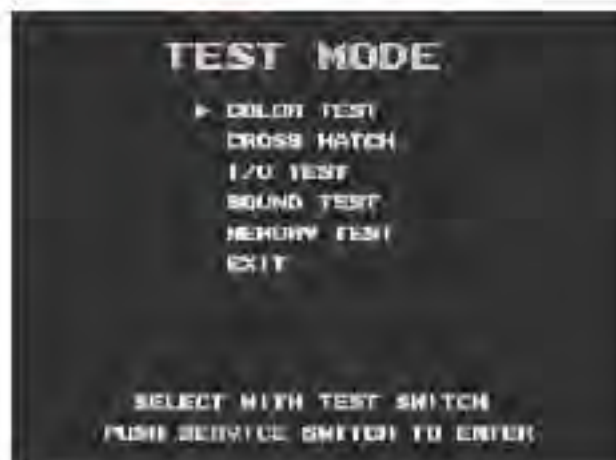 TEST MODE
► COLOR TEST
CROSS HATCH
I/O TEST
SOUND TEST
MEMORY TEST
EXIT
SELECT WITH TEST SWITCH
PUSH SERVICE SWITCH TO ENTER